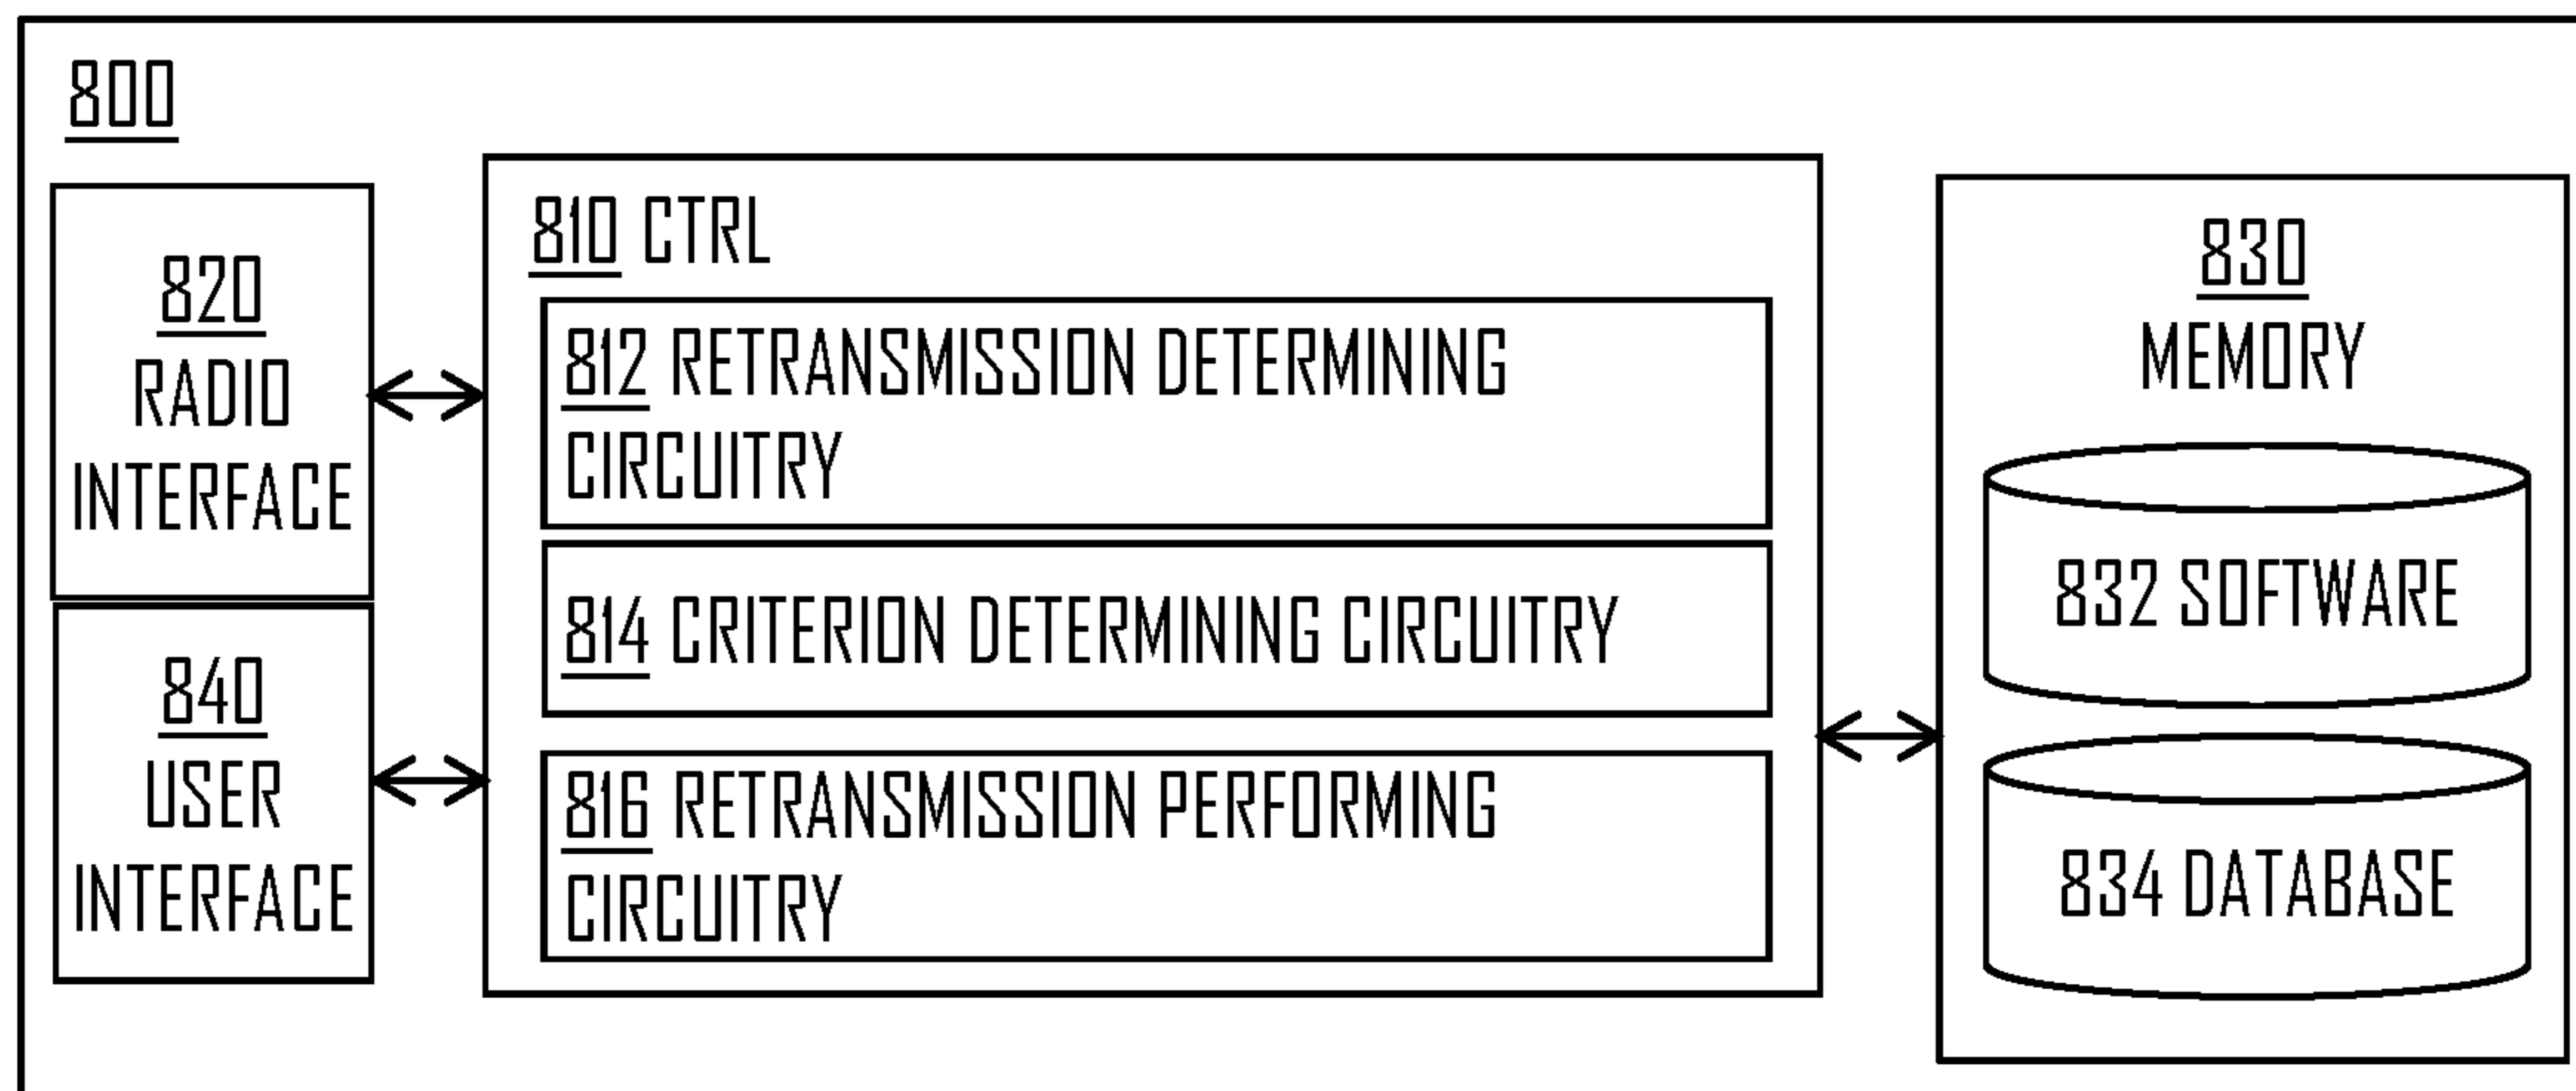 800
820
RADIO
INTERFACE
840
USER
INTERFACE
810 CTRL
812 RETRANSMISSION DETERMINING
CIRCUITRY
814 CRITERION DETERMINING CIRCUITRY
816 RETRANSMISSION PERFORMING
CIRCUITRY
830
MEMORY
832 SOFTWARE
834 DATABASE